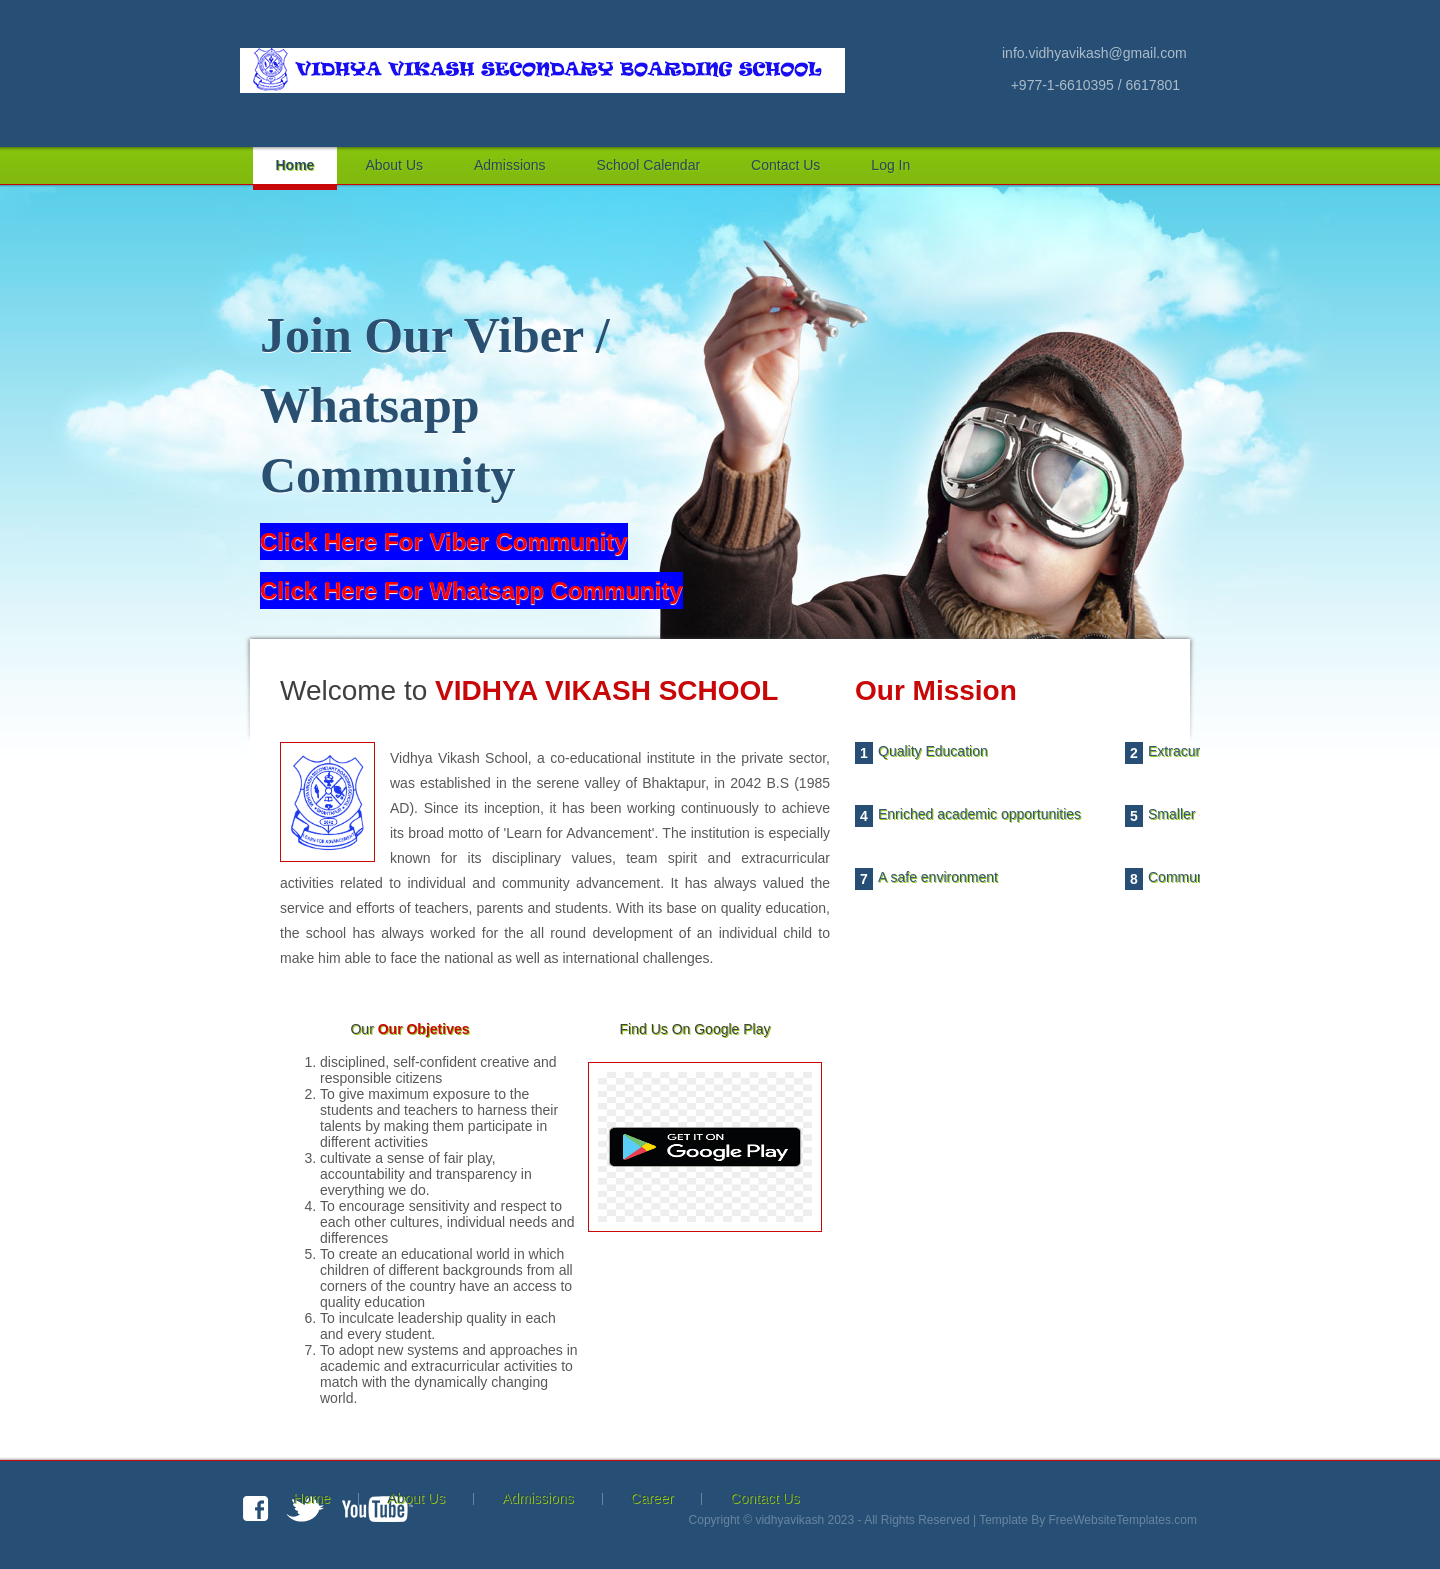 VIDHYA VIKASH SECONDARY BOARDING SCHOOL
info.vidhyavikash@gmail.com
+977-1-6610395 / 6617801
Home
About Us
Admissions
School Calendar
Contact Us
Log In
Join Our Viber /
Whatsapp
Community
Click Here For Viber Community
Click Here For Whatsapp Community
Welcome to VIDHYA VIKASH SCHOOL
Vidhya Vikash School, a co-educational institute in the private sector,
was established in the serene valley of Bhaktapur, in 2042 B.S (1985
AD). Since its inception, it has been working continuously to achieve
its broad motto of 'Learn for Advancement'. The institution is especially
known for its disciplinary values, team spirit and extracurricular
activities related to individual and community advancement. It has always valued the
service and efforts of teachers, parents and students. With its base on quality education,
the school has always worked for the all round development of an individual child to
make him able to face the national as well as international challenges.
Our Mission
1 Quality Education
2 Extracur
4 Enriched academic opportunities
5 Smaller
7 A safe environment
8 Commun
Our Our Objetives
1. disciplined, self-confident creative and
responsible citizens
2. To give maximum exposure to the
students and teachers to harness their
talents by making them participate in
different activities
3. cultivate a sense of fair play,
accountability and transparency in
everything we do.
4. To encourage sensitivity and respect to
each other cultures, individual needs and
differences
5. To create an educational world in which
children of different backgrounds from all
corners of the country have an access to
quality education
6. To inculcate leadership quality in each
and every student.
7. To adopt new systems and approaches in
academic and extracurricular activities to
match with the dynamically changing
world.
Find Us On Google Play
GET IT ON
Google Play
You Tube
Home | About Us | Admissions | Career | Contact Us
Copyright © vidhyavikash 2023 - All Rights Reserved | Template By FreeWebsiteTemplates.com